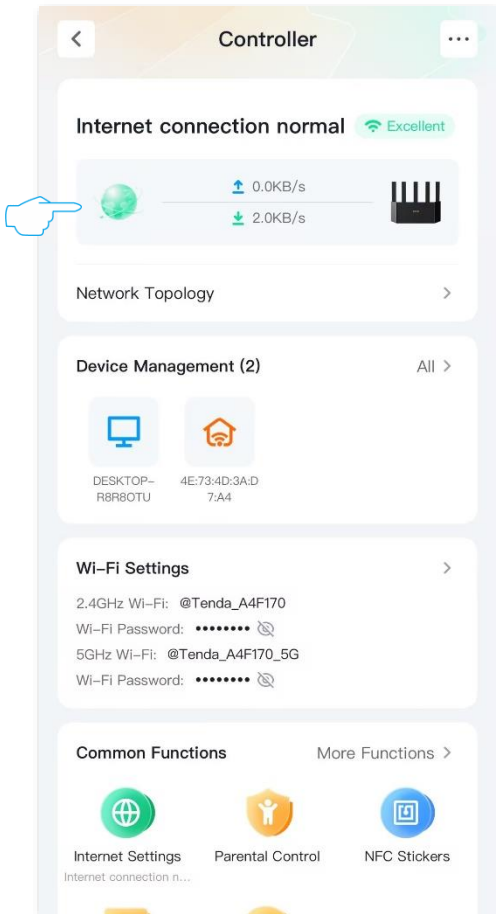 Controller
Internet connection normal Excellent
0.0KB/s
2.0KB/s
Network Topology
Device Management (2) All
DESKTOP-
R8R8OTU
4E:73:4D:3A:D
7:A4
Wi-Fi Settings
2.4GHz Wi-Fi: @Tenda_A4F170
Wi-Fi Password: ••••••••
5GHz Wi-Fi: @Tenda_A4F170_5G
Wi-Fi Password: ••••••••
Common Functions More Functions
Internet Settings Parental Control NFC Stickers
Internet connection n...